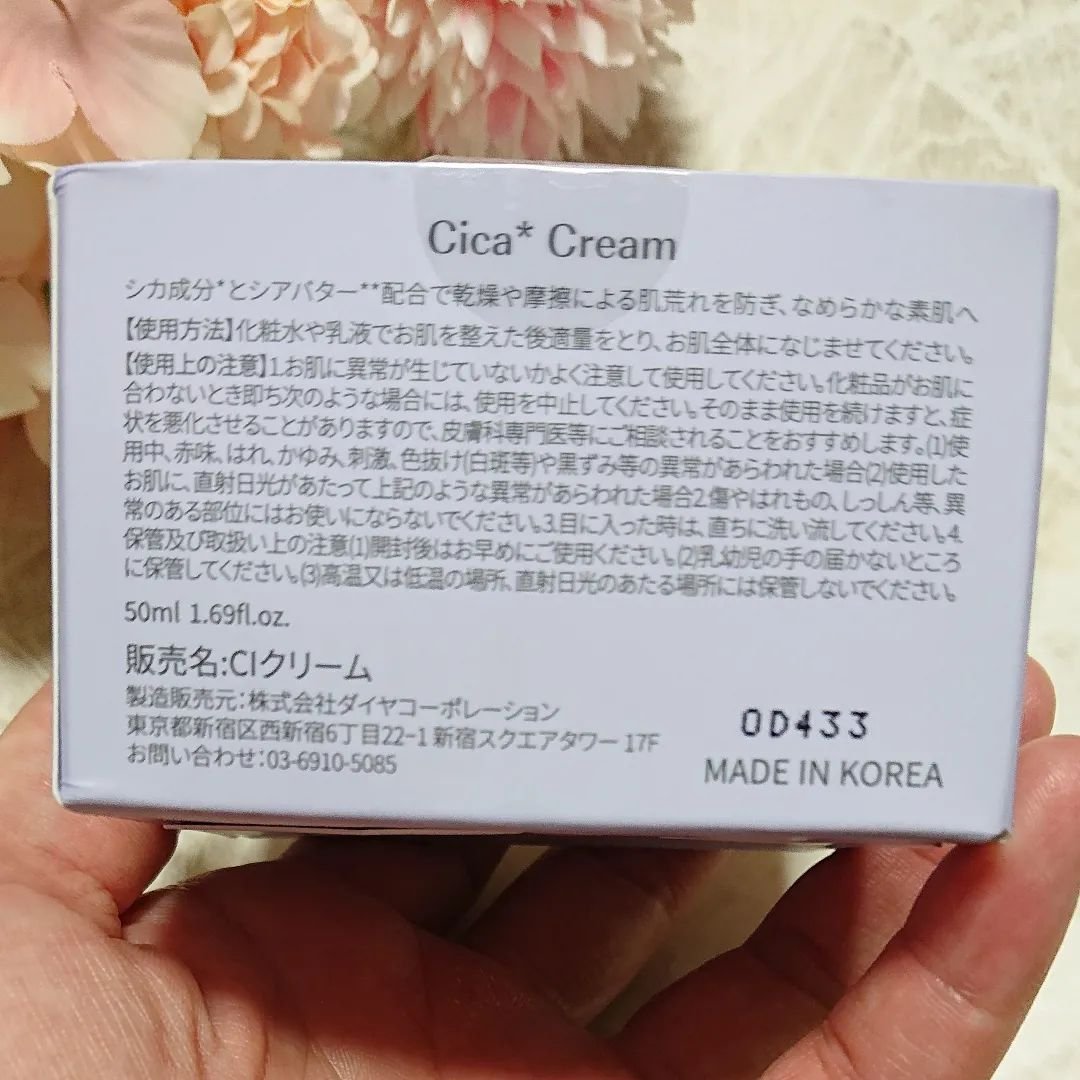 Cica* Cream
シカ成分*とシアバター**配合で乾燥や摩擦による肌荒れを防ぎ、なめらかな素肌へ
【使用方法】化粧水や乳液でお肌を整えた後適量をとり、お肌全体になじませてください。
【使用上の注意】1.お肌に異常が生じていないかよく注意して使用してください。化粧品がお肌に
合わないとき即ち次のような場合には、使用を中止してください。そのまま使用を続けますと、症
状を悪化させることがありますので、皮膚科専門医等にご相談されることをおすすめします。(1)使
用中、赤味、はれ、かゆみ、刺激、色抜け(白斑等)や黒ずみ等の異常があらわれた場合(2)使用した
お肌に、直射日光があたって上記のような異常があらわれた場合2.傷やはれもの、しっしん等、異
常のある部位にはお使いにならないでください。3.目に入った時は、直ちに洗い流してください。4.
保管及び取扱い上の注意(1)開封後はお早めにご使用ください。(2)乳幼児の手の届かないところ
に保管してください。(3)高温又は低温の場所、直射日光のあたる場所には保管しないでください。
50ml 1.69fl.oz.
販売名:CIクリーム
製造販売元:株式会社ダイヤコーポレーション
東京都新宿区西新宿6丁目22-1 新宿スクエアタワー 17F
お問い合わせ:03-6910-5085
OD433
MADE IN KOREA